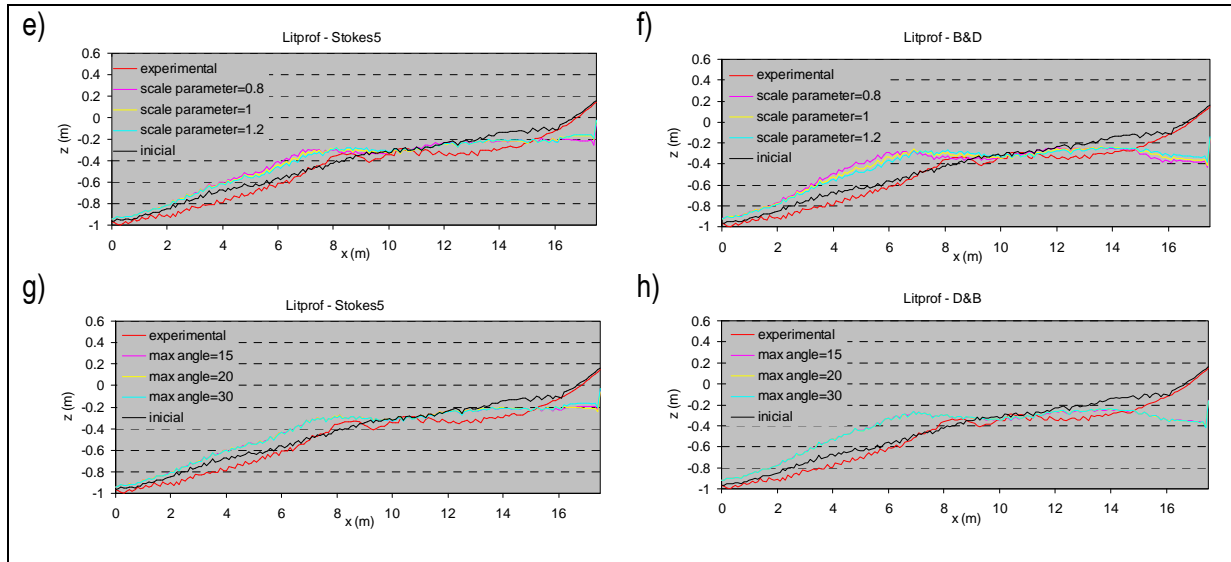 e)
Litprof - Stokes5
0.6
0.4
0.2
0
-0.2
-0.4
-0.6
-0.8
-1
z (m)
experimental
scale parameter=0.8
scale parameter=1
scale parameter=1.2
inicial
0 2 4 6 8 10 12 14 16
x (m)
f)
Litprof - B&D
0.6
0.4
0.2
0
-0.2
-0.4
-0.6
-0.8
-1
z (m)
experimental
scale parameter=0.8
scale parameter=1
scale parameter=1.2
inicial
0 2 4 6 8 10 12 14 16
x (m)
g)
Litprof - Stokes5
0.6
0.4
0.2
0
-0.2
-0.4
-0.6
-0.8
-1
z (m)
experimental
max angle=15
max angle=20
max angle=30
inicial
0 2 4 6 8 10 12 14 16
x (m)
h)
Litprof - D&B
0.6
0.4
0.2
0
-0.2
-0.4
-0.6
-0.8
-1
z (m)
experimental
max angle=15
max angle=20
max angle=30
inicial
0 2 4 6 8 10 12 14 16
x (m)